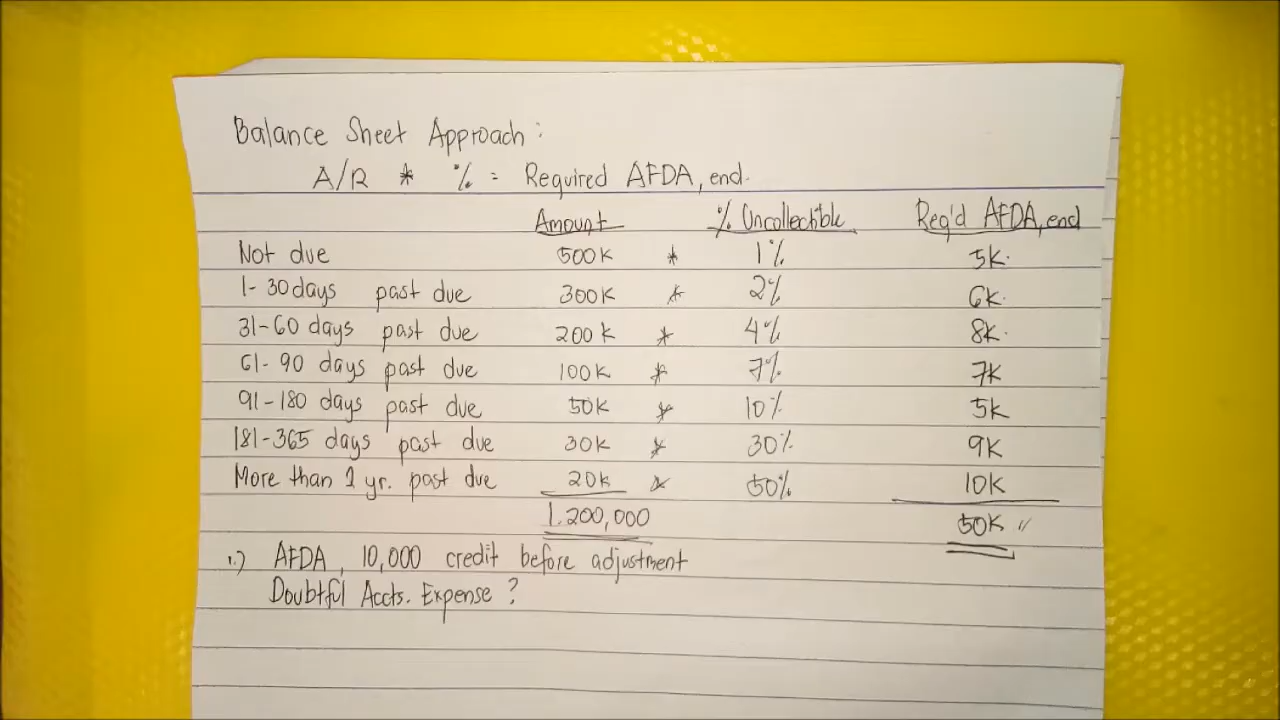 Balance Sheet Approach:
A/R * % = Required AFDA, end.
Amount % Uncollectible Req'd AFDA, end
Not due 500K * 1% 5K.
1-30 days past due 300K * 2% 6K.
31-60 days past due 200K * 4% 8K.
61-90 days past due 100K * 7% 7K
91-180 days past due 50K * 10% 5K
181-365 days past due 30K * 30% 9K
More than 1 yr. past due 20K * 50% 10K
1,200,000 50K //
1.) AFDA, 10,000 credit before adjustment
Doubtful Accts. Expense ?